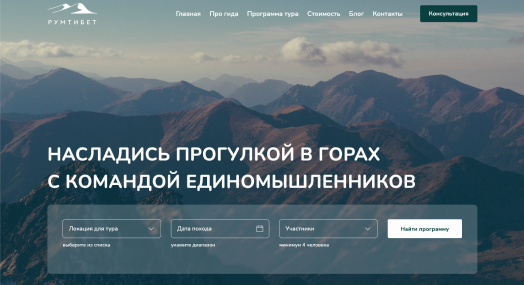 РУМТИБЕТ
Главная Про гида Программа тура Стоимость Блог Контакты Консультация
НАСЛАДИСЬ ПРОГУЛКОЙ В ГОРАХ
С КОМАНДОЙ ЕДИНОМЫШЛЕННИКОВ
Локация для тура Дата похода Участники Найти программу
выберите из списка укажите диапазон минимум 4 человека